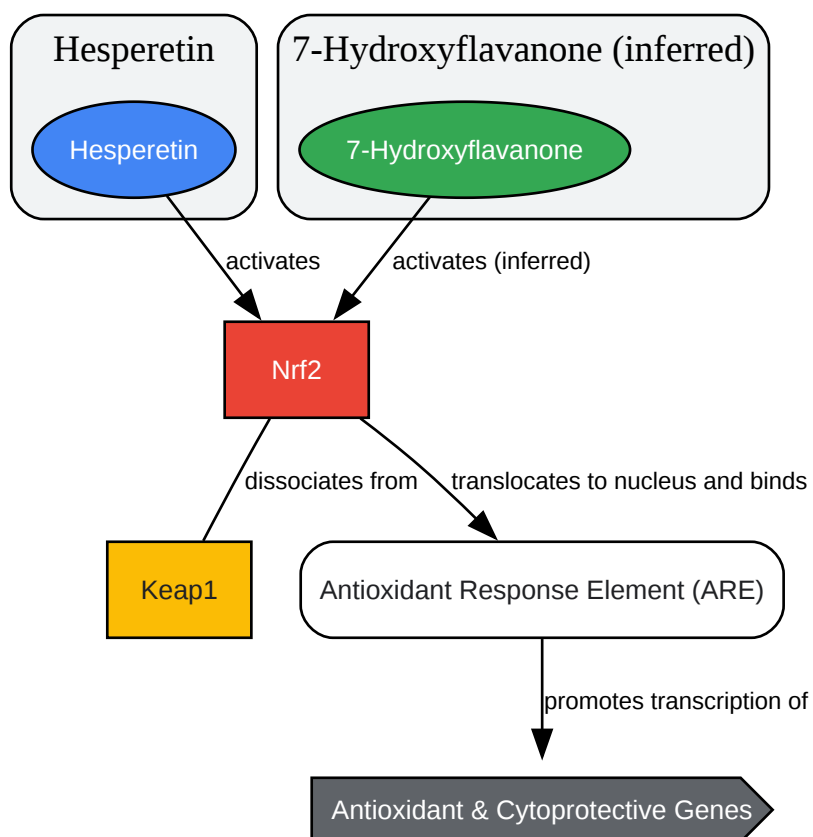 Hesperetin
7-Hydroxyflavanone (inferred)
Hesperetin
7-Hydroxyflavanone
activates
activates (inferred)
Nrf2
dissociates from
translocates to nucleus and binds
Keap1
Antioxidant Response Element (ARE)
promotes transcription of
Antioxidant & Cytoprotective Genes